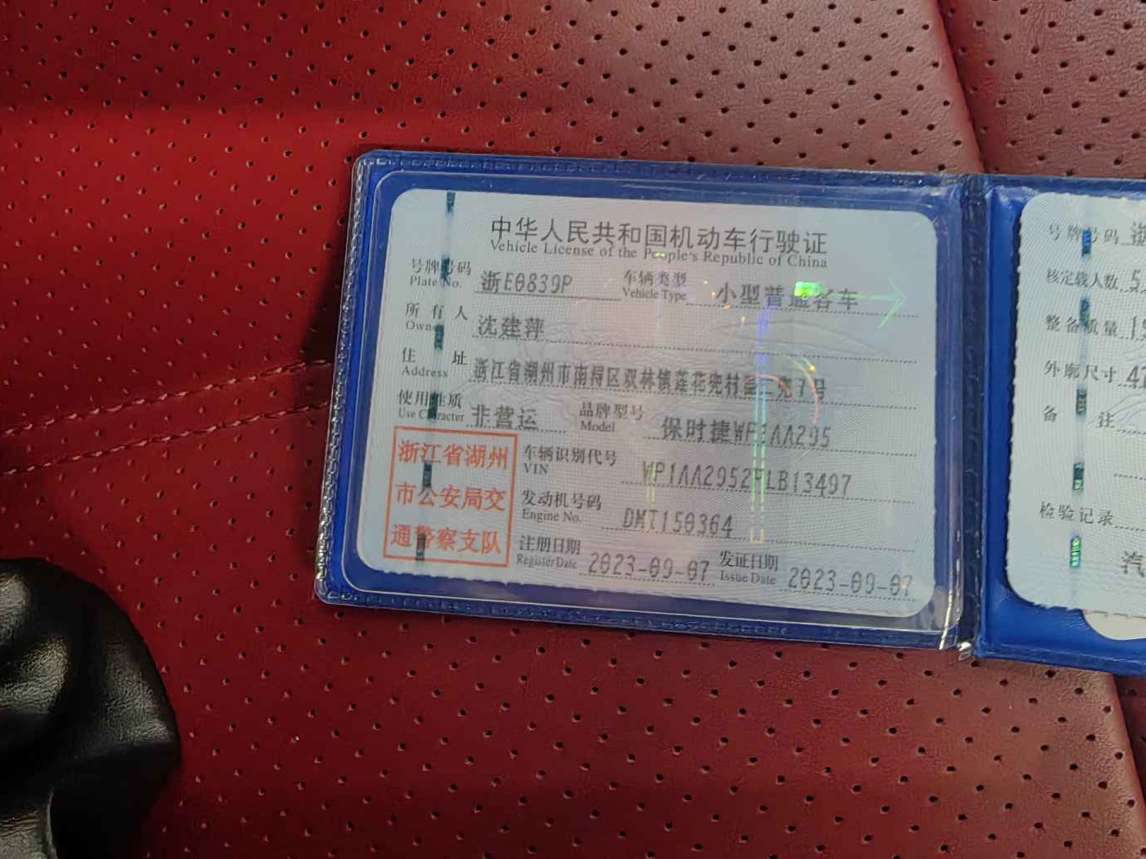 中华人民共和国机动车行驶证
Vehicle License of the People's Republic of China
号牌号码 浙E0839P 车辆类型 小型普通客车
Plate No. Vehicle Type
所有人 沈建萍
Owner
住址
Address 浙江省湖州市南浔区双林镇莲花兜村
使用性质 非营运 品牌型号 保时捷WP1AA295
Use Character Model
浙江省湖州
市公安局交
通警察支队
车辆识别代号
VIN WP1AA2952PLB13497
发动机号码
Engine No. DMT150364
注册日期 2023-09-07 发证日期 2023-09-07
Register Date Issue Date
号牌号码 浙
核定载人数 5
整备质量
外廓尺寸 47
备注
检验记录
汽